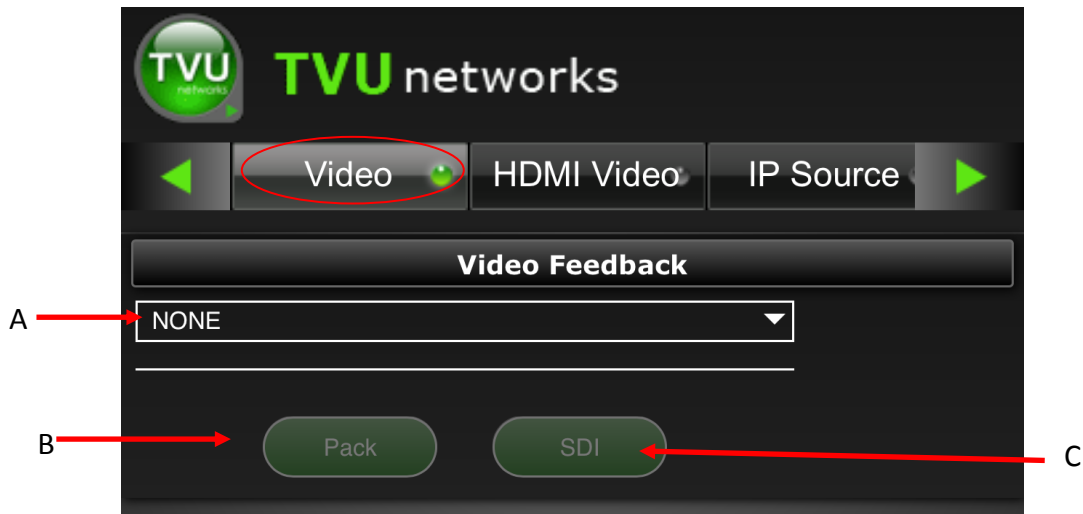 TVU
networks
TVU networks
Video
HDMI Video
IP Source
Video Feedback
A
NONE
B
Pack
SDI
C